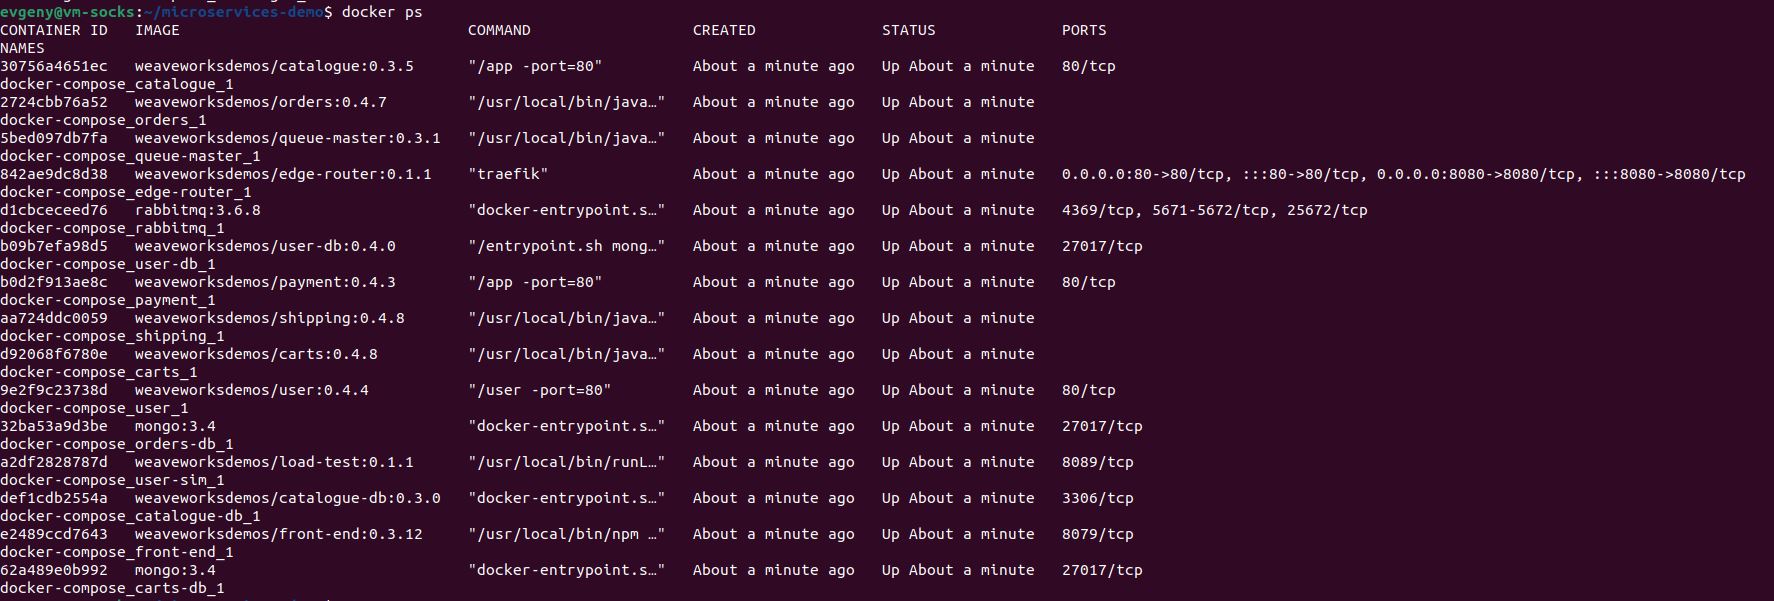 evgeny@vm-socks:~/microservices-demo$ docker ps
CONTAINER ID   IMAGE                                COMMAND                  CREATED              STATUS              PORTS
NAMES
30756a4651ec   weaveworksdemos/catalogue:0.3.5      "/app -port=80"          About a minute ago   Up About a minute   80/tcp
docker-compose_catalogue_1
2724cbb76a52   weaveworksdemos/orders:0.4.7         "/usr/local/bin/java…"   About a minute ago   Up About a minute
docker-compose_orders_1
5bed097db7fa   weaveworksdemos/queue-master:0.3.1   "/usr/local/bin/java…"   About a minute ago   Up About a minute
docker-compose_queue-master_1
842ae9dc8d38   weaveworksdemos/edge-router:0.1.1    "traefik"                About a minute ago   Up About a minute   0.0.0.0:80->80/tcp, :::80->80/tcp, 0.0.0.0:8080->8080/tcp, :::8080->8080/tcp
docker-compose_edge-router_1
d1cbceceed76   rabbitmq:3.6.8                       "docker-entrypoint.s…"   About a minute ago   Up About a minute   4369/tcp, 5671-5672/tcp, 25672/tcp
docker-compose_rabbitmq_1
b09b7efa98d5   weaveworksdemos/user-db:0.4.0        "/entrypoint.sh mong…"   About a minute ago   Up About a minute   27017/tcp
docker-compose_user-db_1
b0d2f913ae8c   weaveworksdemos/payment:0.4.3        "/app -port=80"          About a minute ago   Up About a minute   80/tcp
docker-compose_payment_1
aa724ddc0059   weaveworksdemos/shipping:0.4.8       "/usr/local/bin/java…"   About a minute ago   Up About a minute
docker-compose_shipping_1
d92068f6780e   weaveworksdemos/carts:0.4.8          "/usr/local/bin/java…"   About a minute ago   Up About a minute
docker-compose_carts_1
9e2f9c23738d   weaveworksdemos/user:0.4.4           "/user -port=80"         About a minute ago   Up About a minute   80/tcp
docker-compose_user_1
32ba53a9d3be   mongo:3.4                            "docker-entrypoint.s…"   About a minute ago   Up About a minute   27017/tcp
docker-compose_orders-db_1
a2df2828787d   weaveworksdemos/load-test:0.1.1      "/usr/local/bin/runL…"   About a minute ago   Up About a minute   8089/tcp
docker-compose_user-sim_1
def1cdb2554a   weaveworksdemos/catalogue-db:0.3.0   "docker-entrypoint.s…"   About a minute ago   Up About a minute   3306/tcp
docker-compose_catalogue-db_1
e2489ccd7643   weaveworksdemos/front-end:0.3.12     "/usr/local/bin/npm …"   About a minute ago   Up About a minute   8079/tcp
docker-compose_front-end_1
62a489e0b992   mongo:3.4                            "docker-entrypoint.s…"   About a minute ago   Up About a minute   27017/tcp
docker-compose_carts-db_1